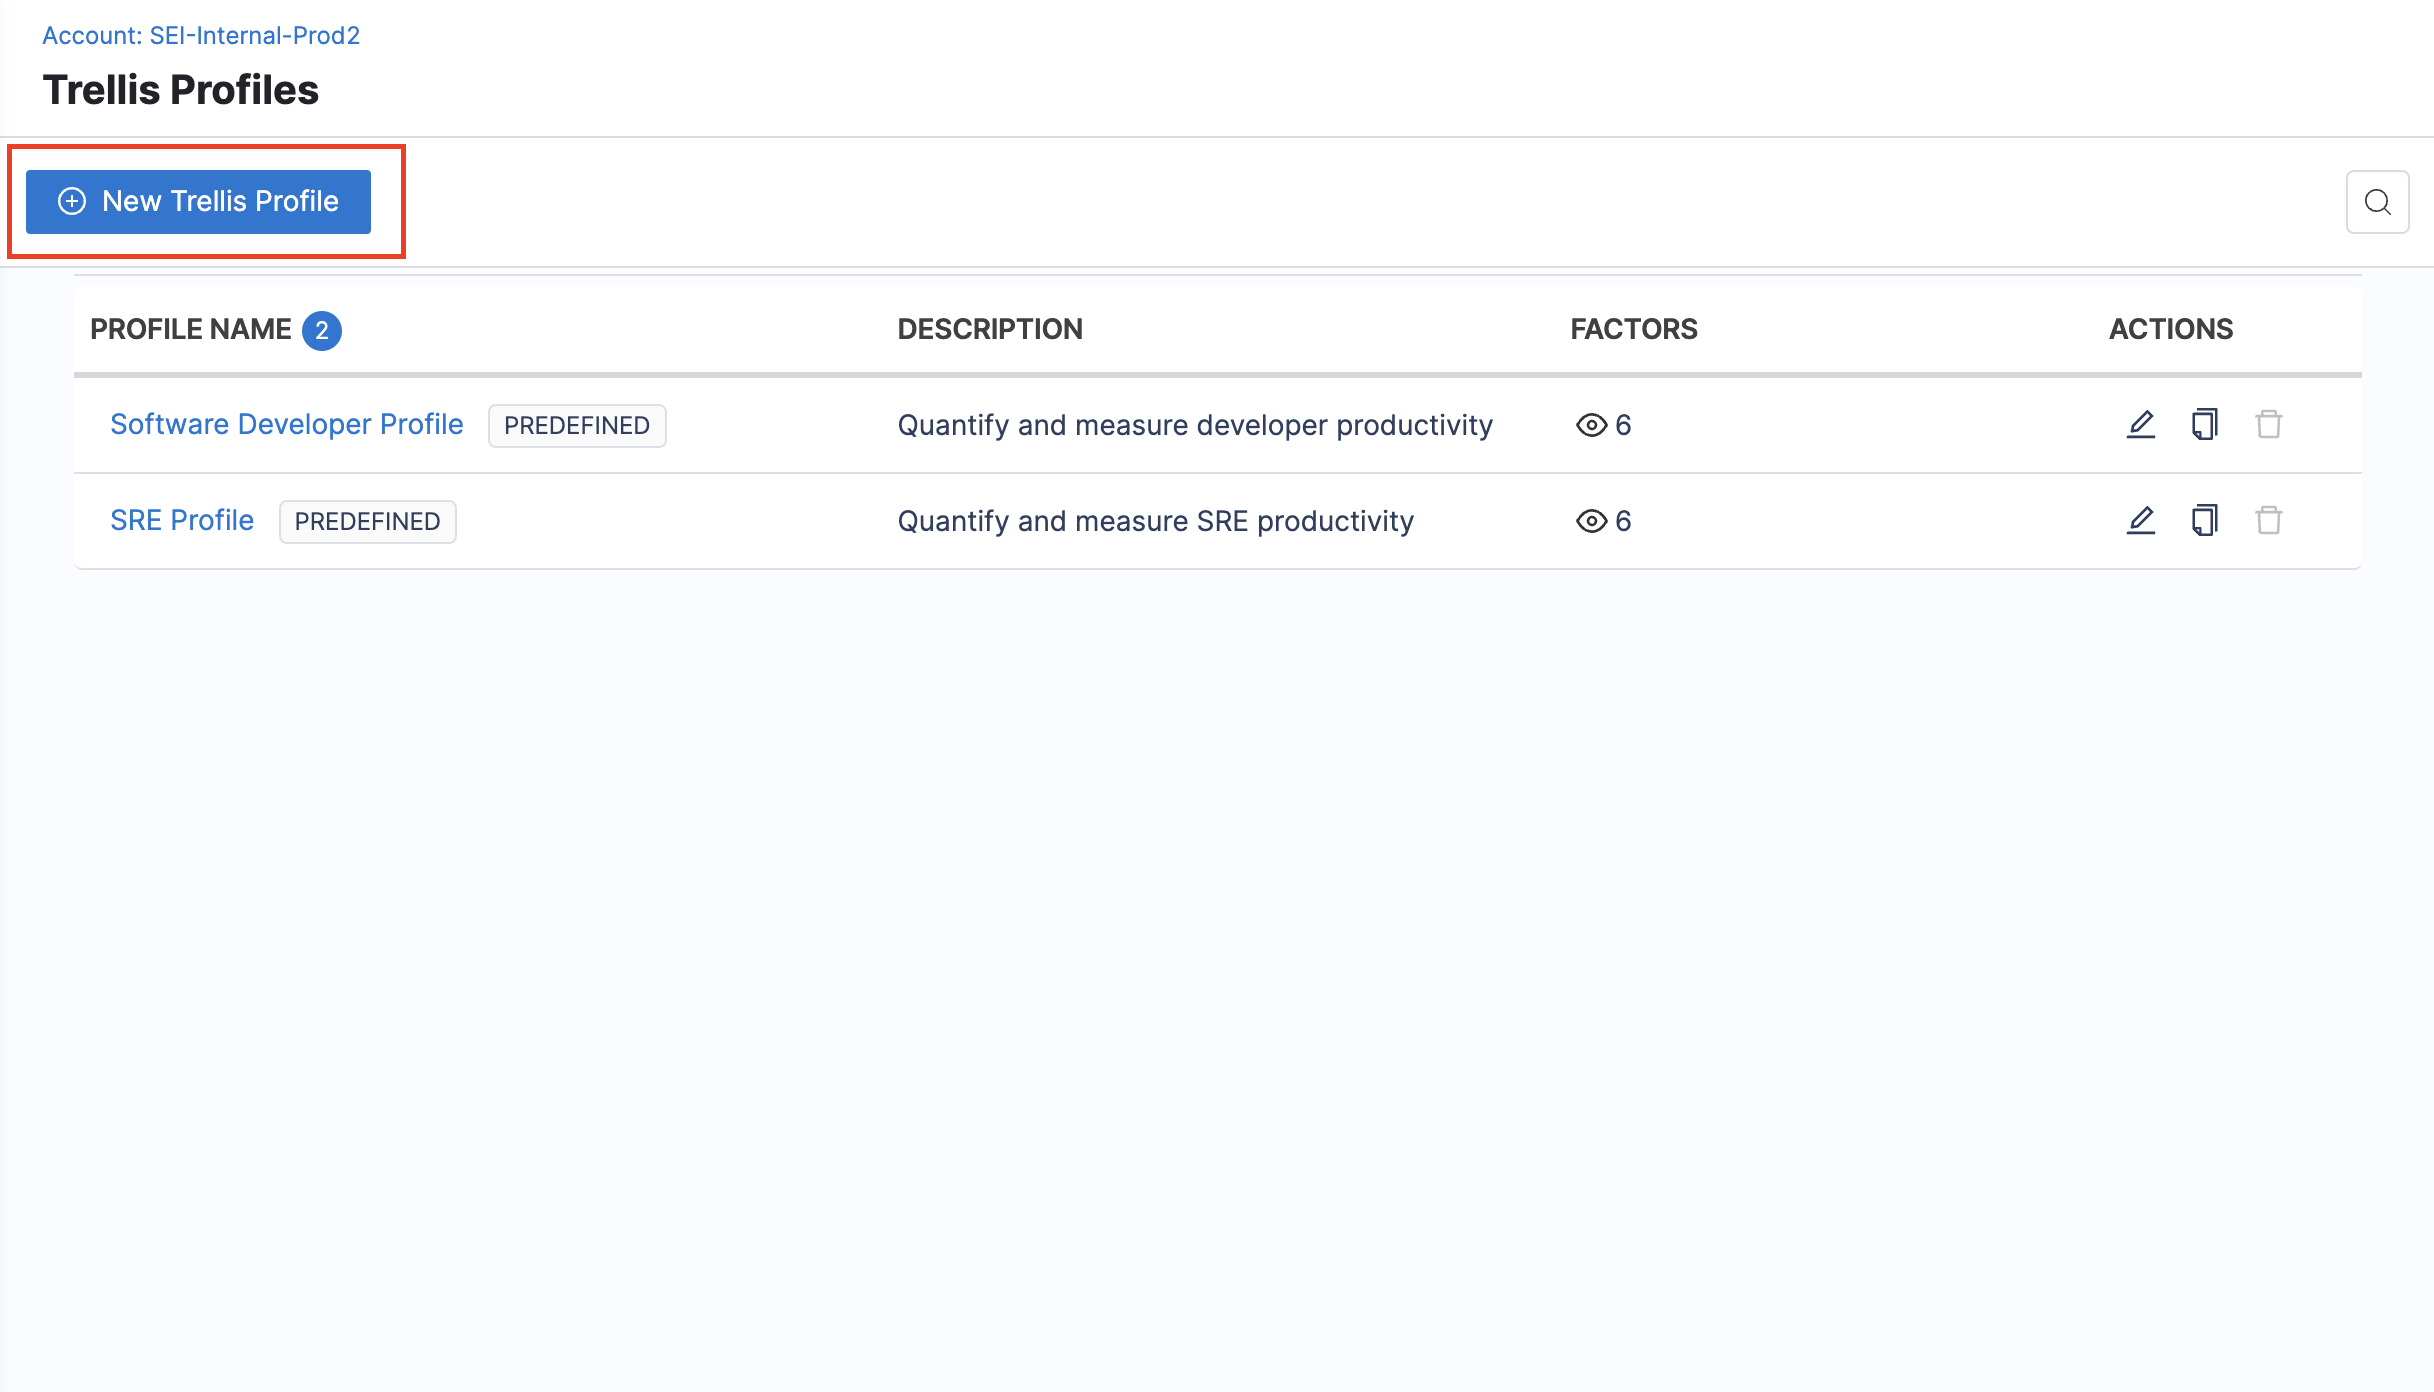 Account: SEI-Internal-Prod2
Trellis Profiles
New Trellis Profile
PROFILE NAME 2 DESCRIPTION FACTORS ACTIONS
Software Developer Profile PREDEFINED Quantify and measure developer productivity 6
SRE Profile PREDEFINED Quantify and measure SRE productivity 6